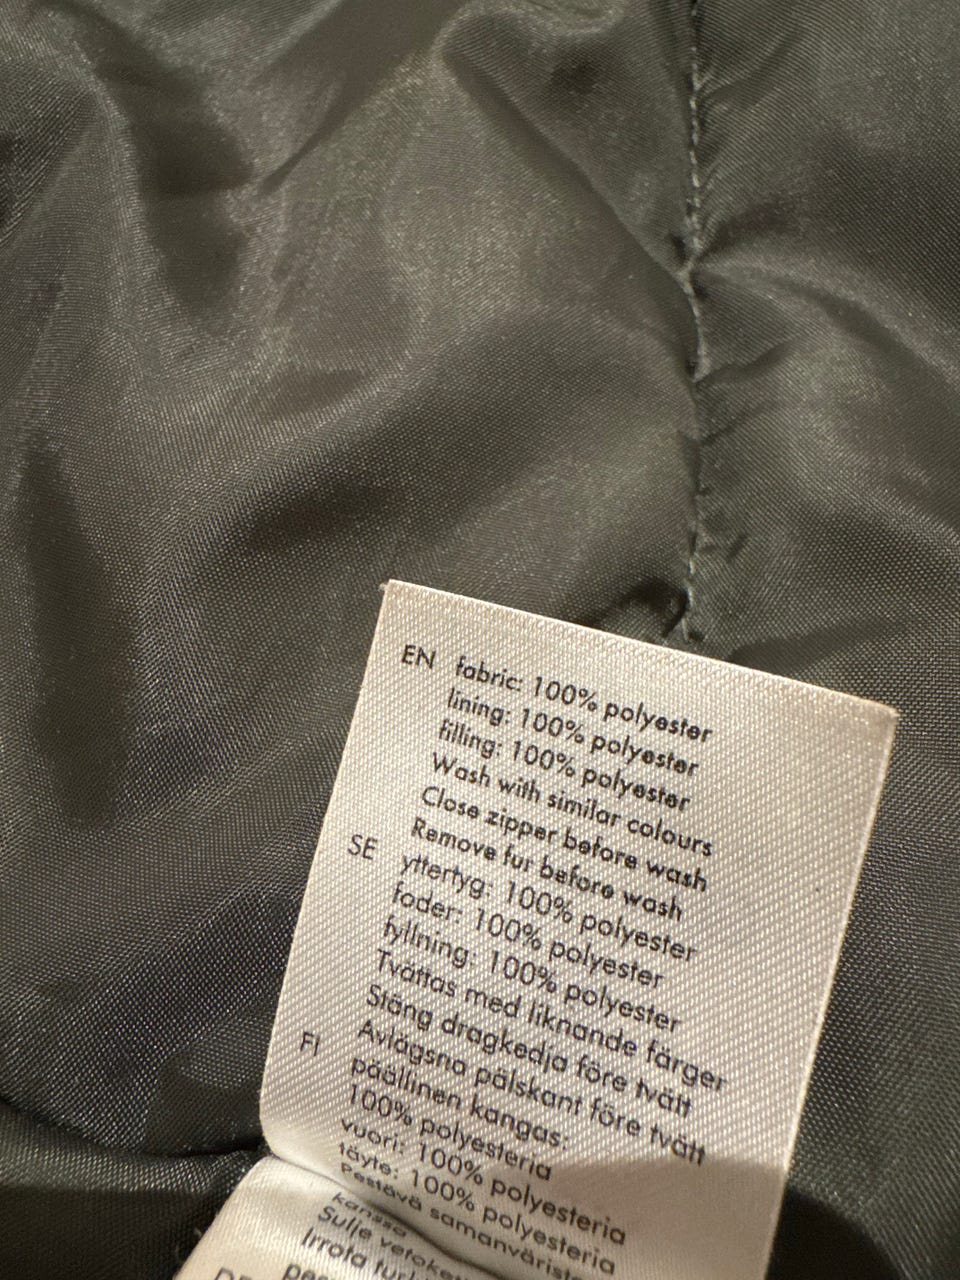 EN fabric: 100% polyester
lining: 100% polyester
filling: 100% polyester
Wash with similar colours
Close zipper before wash
Remove fur before wash
SE yttertyg: 100% polyester
foder: 100% polyester
fyllning: 100% polyester
Tvättas med liknande färger
Stäng dragkedja före tvätt
Avlägsna pälskant före tvätt
FI päällinen kangas:
100% polyesteria
vuori: 100% polyesteria
täyte: 100% polyesteria
Pestävä
kanssa
Sulje
Irrota